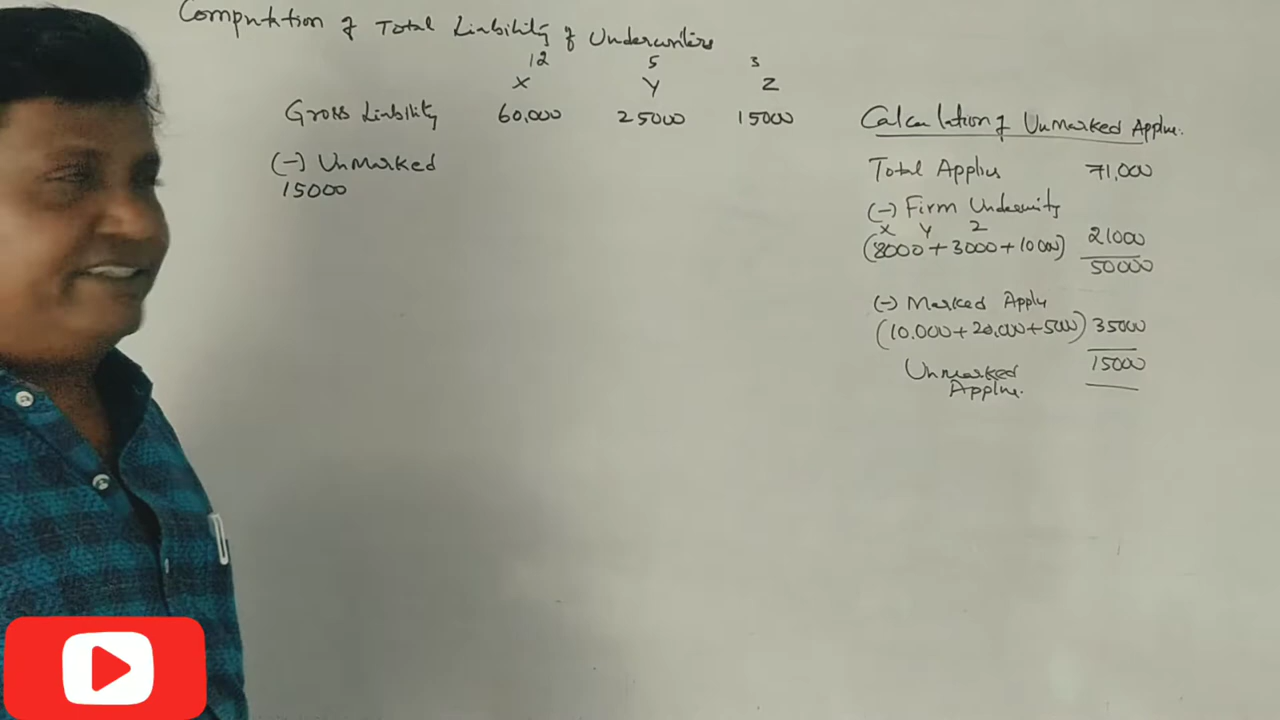 Computation of Total Liability of Underwriters
12 5 3
X Y Z
Gross Liability 60,000 25000 15000
(-) UnMarked
15000
Calculation of UnMarked Applns.
Total Applns 71,000
(-) Firm Underwritg
X Y Z
(8000+3000+10000) 21000
50000
(-) Marked Appln
(10.000+20,000+5000) 35000
UnMarked 15000
Applns.